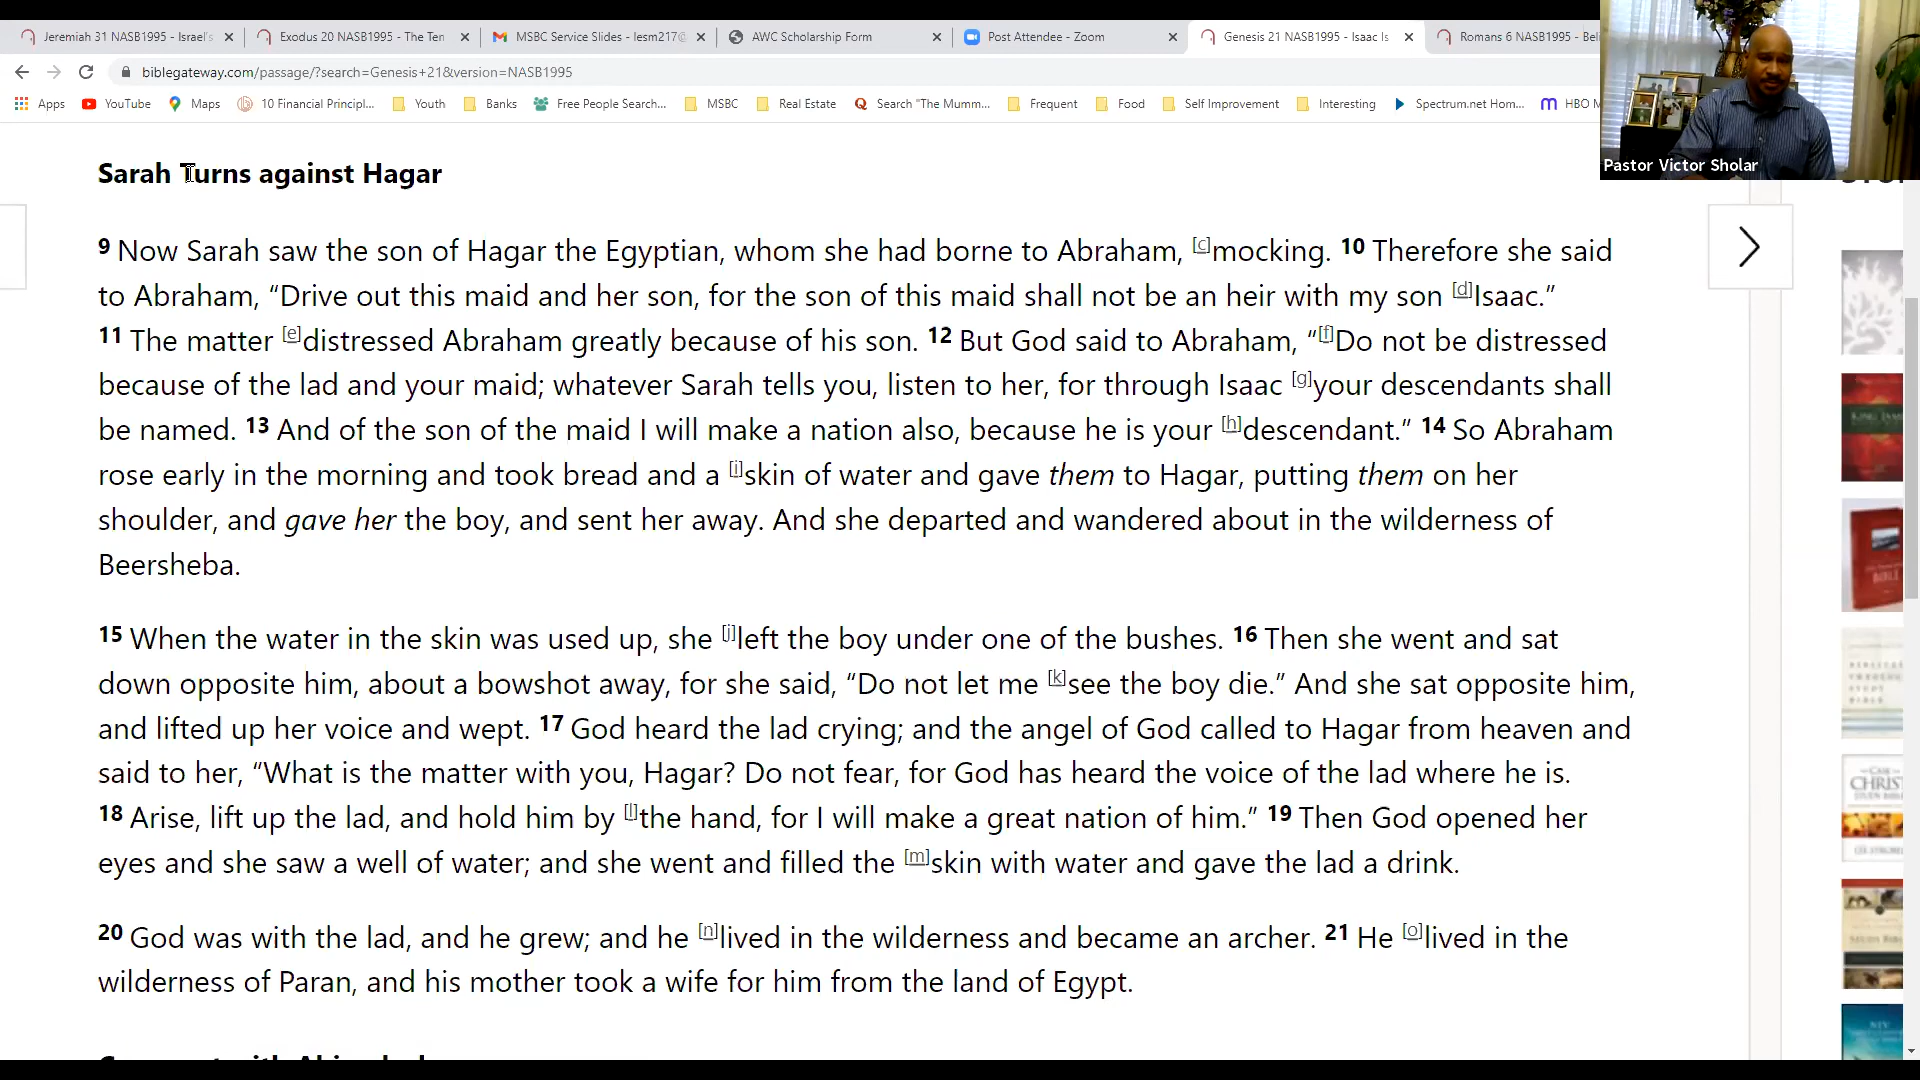 Jeremiah 31 NASB1995 - Israel's
Exodus 20 NASB1995 - The Ten
MSBC Service Slides - lesm217@
AWC Scholarship Form
Post Attendee - Zoom
Genesis 21 NASB1995 - Isaac Is
Romans 6 NASB1995 - Beli
biblegateway.com/passage/?search=Genesis+21&version=NASB1995
Apps YouTube Maps 10 Financial Principl... Youth Banks Free People Search... MSBC Real Estate Search "The Mumm... Frequent Food Self Improvement Interesting Spectrum.net Hom... HBO M
Pastor Victor Sholar
Sarah Turns against Hagar
9 Now Sarah saw the son of Hagar the Egyptian, whom she had borne to Abraham, [c]mocking. 10 Therefore she said
to Abraham, “Drive out this maid and her son, for the son of this maid shall not be an heir with my son [d]Isaac.”
11 The matter [e]distressed Abraham greatly because of his son. 12 But God said to Abraham, “[f]Do not be distressed
because of the lad and your maid; whatever Sarah tells you, listen to her, for through Isaac [g]your descendants shall
be named. 13 And of the son of the maid I will make a nation also, because he is your [h]descendant.” 14 So Abraham
rose early in the morning and took bread and a [i]skin of water and gave them to Hagar, putting them on her
shoulder, and gave her the boy, and sent her away. And she departed and wandered about in the wilderness of
Beersheba.
15 When the water in the skin was used up, she [j]left the boy under one of the bushes. 16 Then she went and sat
down opposite him, about a bowshot away, for she said, “Do not let me [k]see the boy die.” And she sat opposite him,
and lifted up her voice and wept. 17 God heard the lad crying; and the angel of God called to Hagar from heaven and
said to her, “What is the matter with you, Hagar? Do not fear, for God has heard the voice of the lad where he is.
18 Arise, lift up the lad, and hold him by [l]the hand, for I will make a great nation of him.” 19 Then God opened her
eyes and she saw a well of water; and she went and filled the [m]skin with water and gave the lad a drink.
20 God was with the lad, and he grew; and he [n]lived in the wilderness and became an archer. 21 He [o]lived in the
wilderness of Paran, and his mother took a wife for him from the land of Egypt.